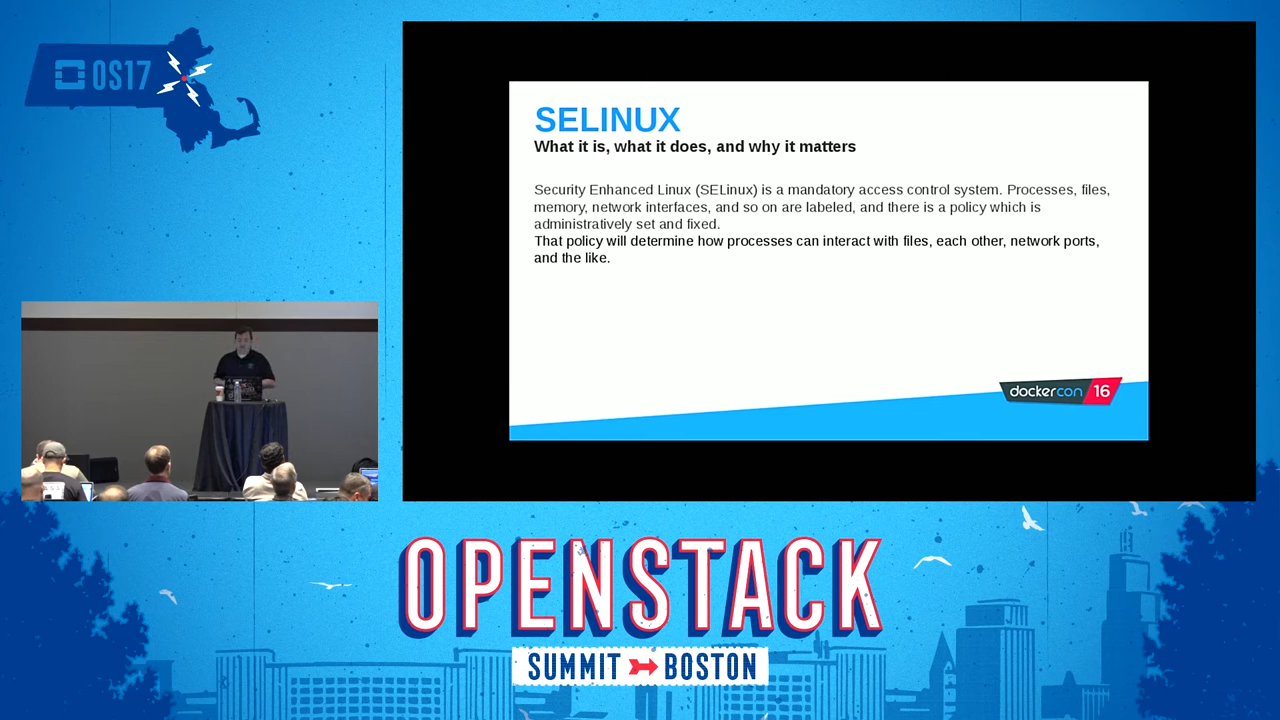 OS17
SELINUX
What it is, what it does, and why it matters
Security Enhanced Linux (SELinux) is a mandatory access control system. Processes, files,
memory, network interfaces, and so on are labeled, and there is a policy which is
administratively set and fixed.
That policy will determine how processes can interact with files, each other, network ports,
and the like.
dockercon 16
OPENSTACK
SUMMIT BOSTON